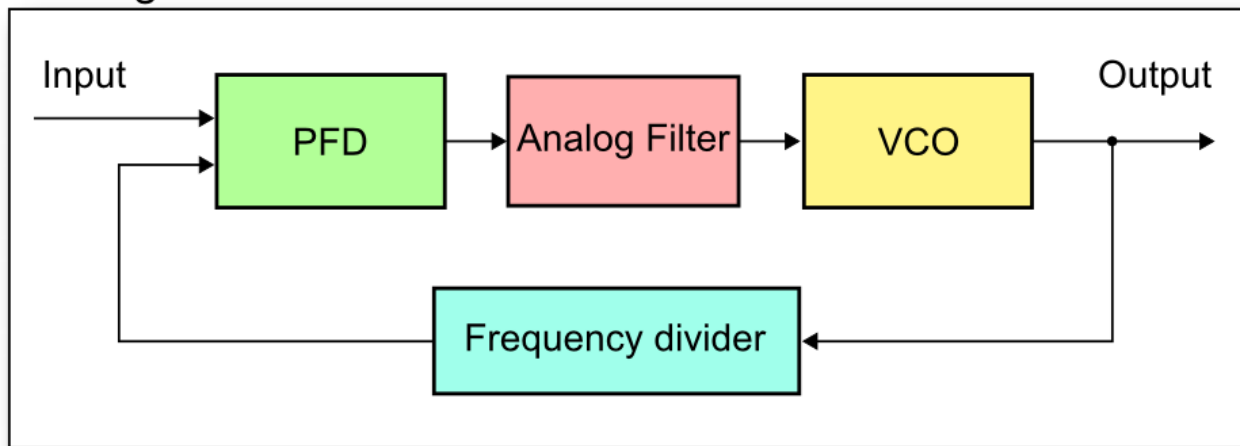 Input
Output
PFD
Analog Filter
VCO
Frequency divider